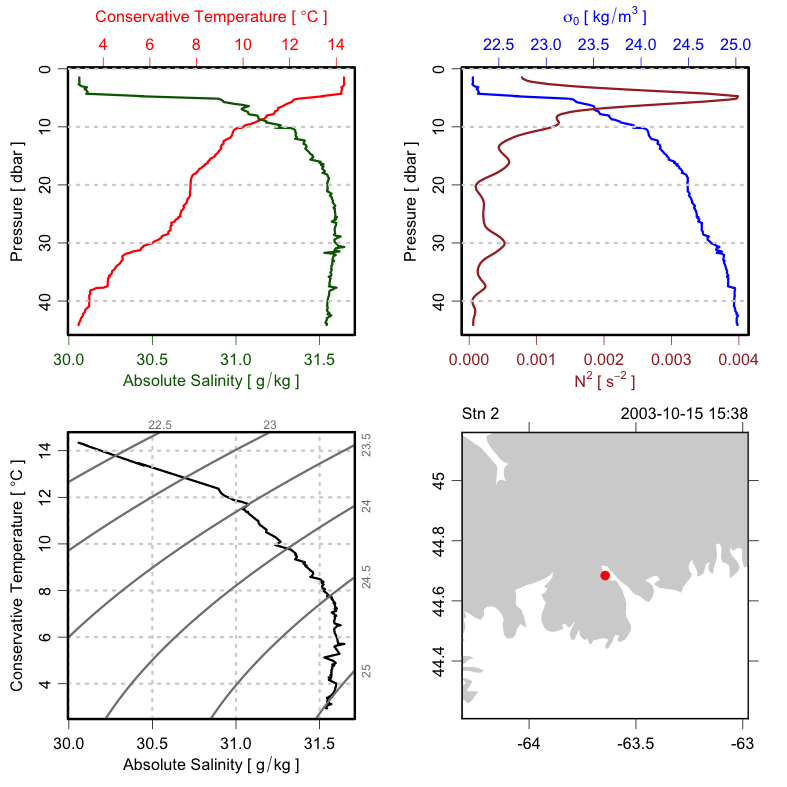 Conservative Temperature [ °C ]
4 6 8 10 12 14
0
10
20
30
40
Pressure [ dbar ]
30.0 30.5 31.0 31.5
Absolute Salinity [ g/kg ]
σ0 [ kg/m³ ]
22.5 23.0 23.5 24.0 24.5 25.0
0
10
20
30
40
Pressure [ dbar ]
0.000 0.001 0.002 0.003 0.004
N² [ s⁻² ]
22.5 23
23.5
24
24.5
25
14
12
10
8
6
4
Conservative Temperature [ °C ]
30.0 30.5 31.0 31.5
Absolute Salinity [ g/kg ]
Stn 2 2003-10-15 15:38
45
44.8
44.6
44.4
-64 -63.5 -63